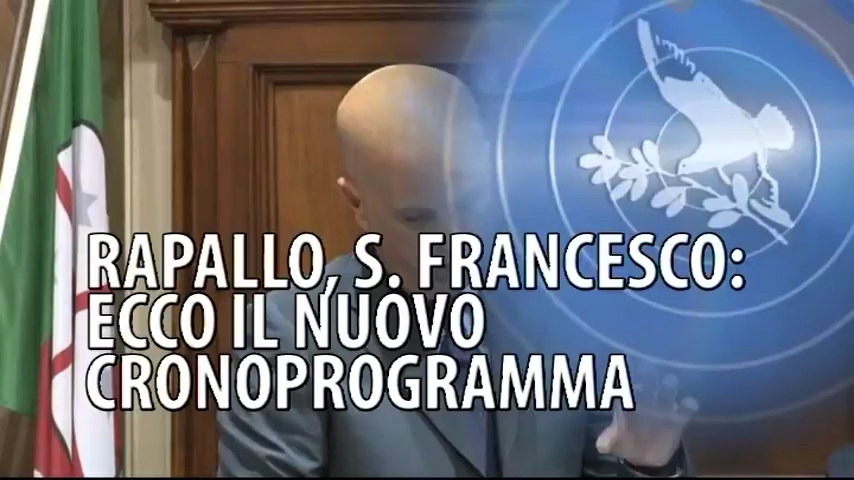 RAPALLO, S. FRANCESCO:
ECCO IL NUOVO
CRONOPROGRAMMA